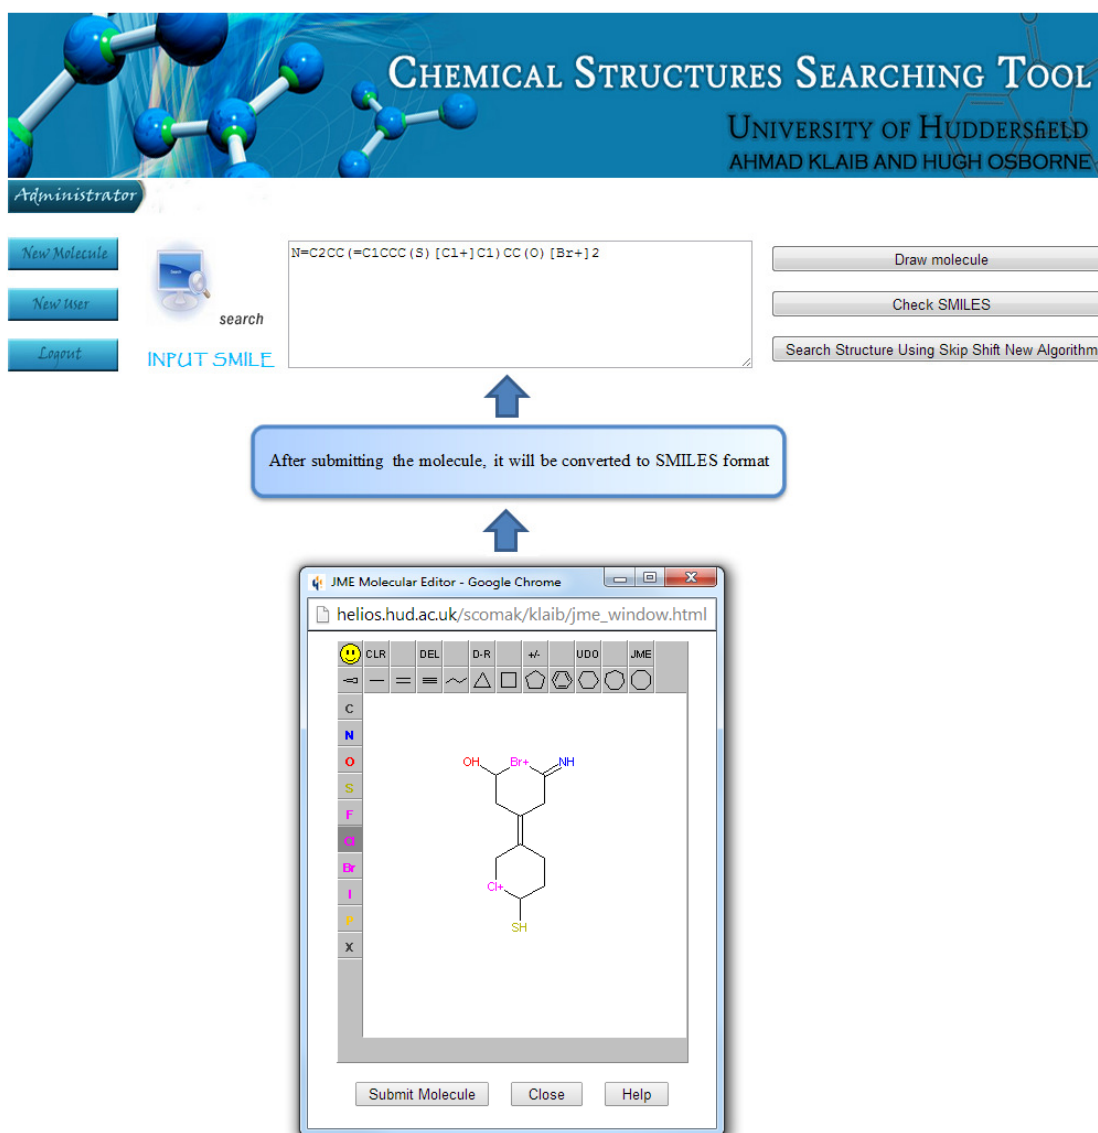 CHEMICAL STRUCTURES SEARCHING TOOL
UNIVERSITY OF HUDDERSfiELD
AHMAD KLAIB AND HUGH OSBORNE
Administrator
New Molecule
New User
Logout
Search
search
INPUT SMILE
N=C2CC(=C1CCC(S)[Cl+]C1)CC(O)[Br+]2
Draw molecule
Check SMILES
Search Structure Using Skip Shift New Algorithm
After submitting the molecule, it will be converted to SMILES format
JME Molecular Editor - Google Chrome
helios.hud.ac.uk/scomak/klaib/jme_window.html
CLR DEL D-R +/- UDO JME
C
N
O
S
F
Cl
Br
I
P
X
OH Br+ NH
Cl+
SH
Submit Molecule Close Help